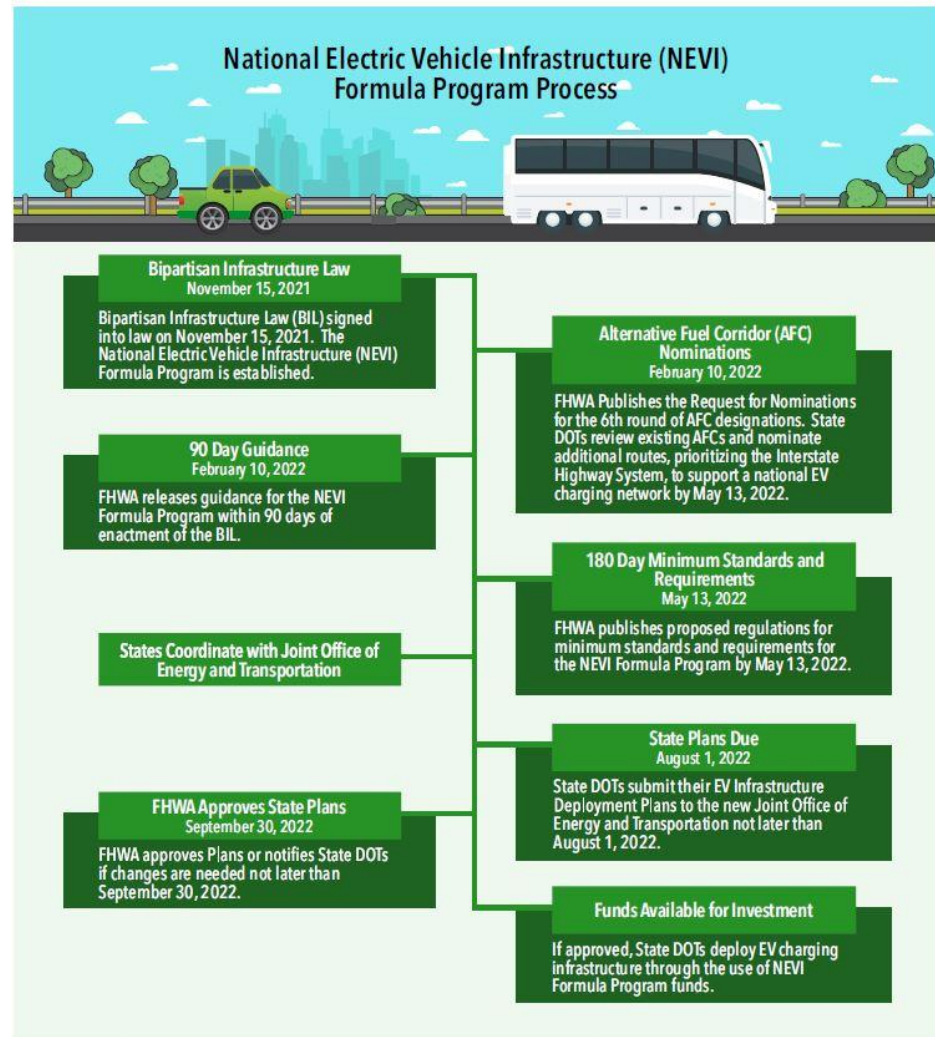 National Electric Vehicle Infrastructure (NEVI)
Formula Program Process
Bipartisan Infrastructure Law
November 15, 2021
Bipartisan Infrastructure Law (BIL) signed
into law on November 15, 2021. The
National Electric Vehicle Infrastructure (NEVI)
Formula Program is established.
Alternative Fuel Corridor (AFC)
Nominations
February 10, 2022
FHWA Publishes the Request for Nominations
for the 6th round of AFC designations. State
DOTs review existing AFCs and nominate
additional routes, prioritizing the Interstate
Highway System, to support a national EV
charging network by May 13, 2022.
90 Day Guidance
February 10, 2022
FHWA releases guidance for the NEVI
Formula Program within 90 days of
enactment of the BIL.
180 Day Minimum Standards and
Requirements
May 13, 2022
FHWA publishes proposed regulations for
minimum standards and requirements for
the NEVI Formula Program by May 13, 2022.
States Coordinate with Joint Office of
Energy and Transportation
State Plans Due
August 1, 2022
State DOTs submit their EV Infrastructure
Deployment Plans to the new Joint Office of
Energy and Transportation not later than
August 1, 2022.
FHWA Approves State Plans
September 30, 2022
FHWA approves Plans or notifies State DOTs
if changes are needed not later than
September 30, 2022.
Funds Available for Investment
If approved, State DOTs deploy EV charging
infrastructure through the use of NEVI
Formula Program funds.